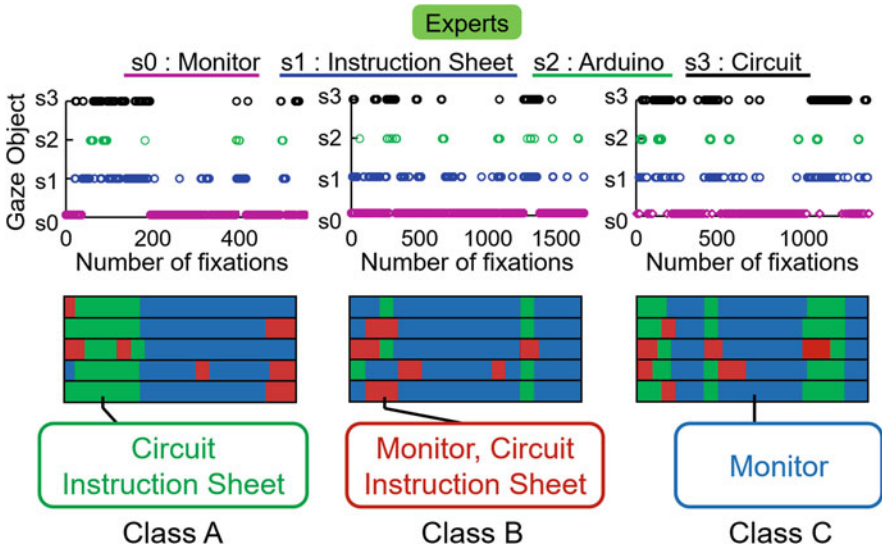 Experts
s0 : Monitor s1 : Instruction Sheet s2 : Arduino s3 : Circuit
Gaze Object
s3
s2
s1
s0
0 200 400
Number of fixations
s3
s2
s1
s0
0 500 1000 1500
Number of fixations
s3
s2
s1
s0
0 500 1000
Number of fixations
Circuit
Instruction Sheet
Monitor, Circuit
Instruction Sheet
Monitor
Class A Class B Class C